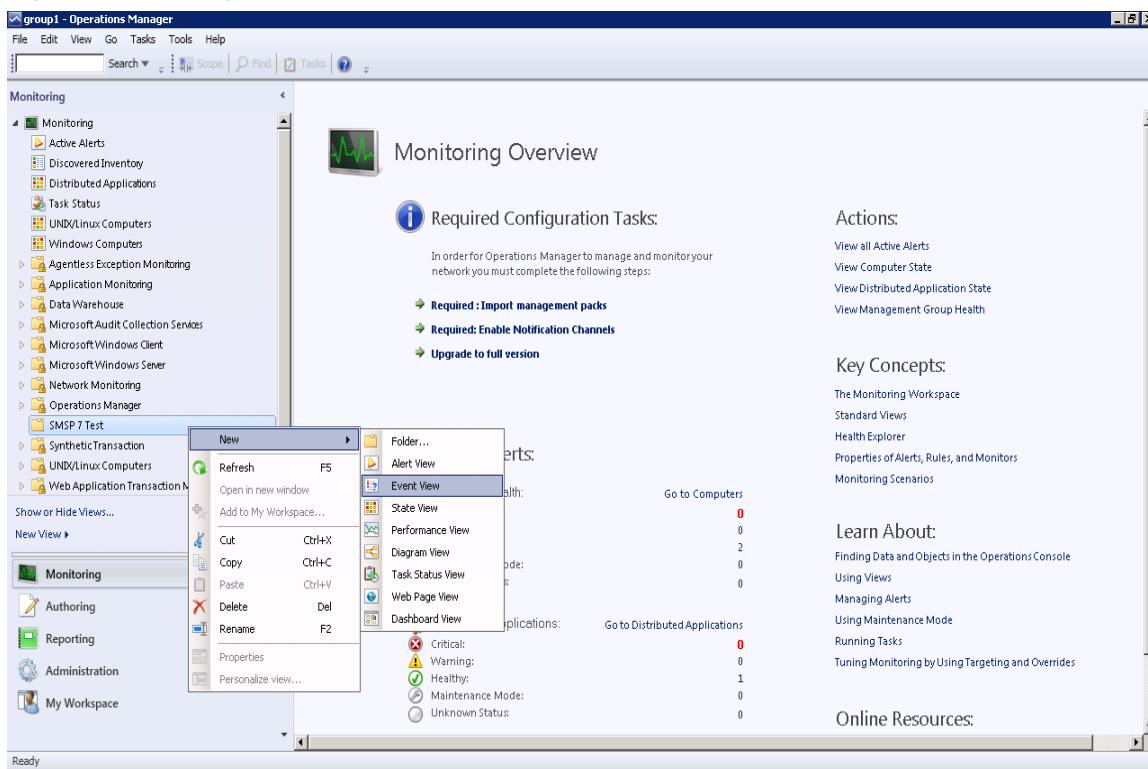 group1 - Operations Manager
File Edit View Go Tasks Tools Help
Search Scope Find Tasks
Monitoring
Monitoring
Active Alerts
Discovered Inventory
Distributed Applications
Task Status
UNIX/Linux Computers
Windows Computers
Agentless Exception Monitoring
Application Monitoring
Data Warehouse
Microsoft Audit Collection Services
Microsoft Windows Client
Microsoft Windows Server
Network Monitoring
Operations Manager
SMSP 7 Test
Synthetic Transaction
UNIX/Linux Computers
Web Application Transaction M
Show or Hide Views...
New View
Monitoring
Authoring
Reporting
Administration
My Workspace
New
Refresh F5
Open in new window
Add to My Workspace...
Cut Ctrl+X
Copy Ctrl+C
Paste Ctrl+V
Delete Del
Rename F2
Properties
Personalize view...
Folder...
Alert View
Event View
State View
Performance View
Diagram View
Task Status View
Web Page View
Dashboard View
Monitoring Overview
Required Configuration Tasks:
In order for Operations Manager to manage and monitor your
network you must complete the following steps:
Required : Import management packs
Required: Enable Notification Channels
Upgrade to full version
erts:
alth: Go to Computers
0
0
2
ode: 0
s: 0
plications: Go to Distributed Applications
Critical: 0
Warning: 0
Healthy: 1
Maintenance Mode: 0
Unknown Status: 0
Actions:
View all Active Alerts
View Computer State
View Distributed Application State
View Management Group Health
Key Concepts:
The Monitoring Workspace
Standard Views
Health Explorer
Properties of Alerts, Rules, and Monitors
Monitoring Scenarios
Learn About:
Finding Data and Objects in the Operations Console
Using Views
Managing Alerts
Using Maintenance Mode
Running Tasks
Tuning Monitoring by Using Targeting and Overrides
Online Resources:
Ready